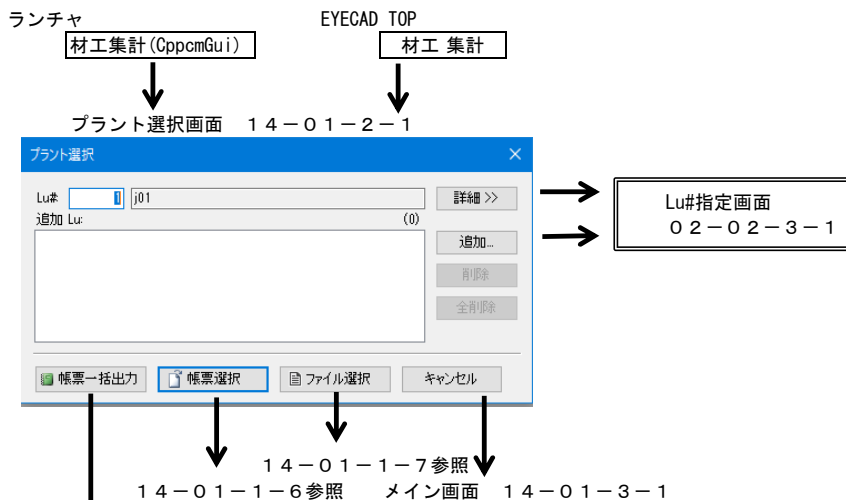 ランチャ
EYECAD TOP
材工集計(CppcmGui)
材工 集計
プラント選択画面　１４－０１－２－１
プラント選択
Lu#: 1 j01
詳細 >>
追加 Lu: (0)
追加...
削除
全削除
Lu#指定画面
０２－０２－３－１
帳票一括出力
帳票選択
ファイル選択
キャンセル
１４－０１－１－７参照
１４－０１－１－６参照
メイン画面　１４－０１－３－１